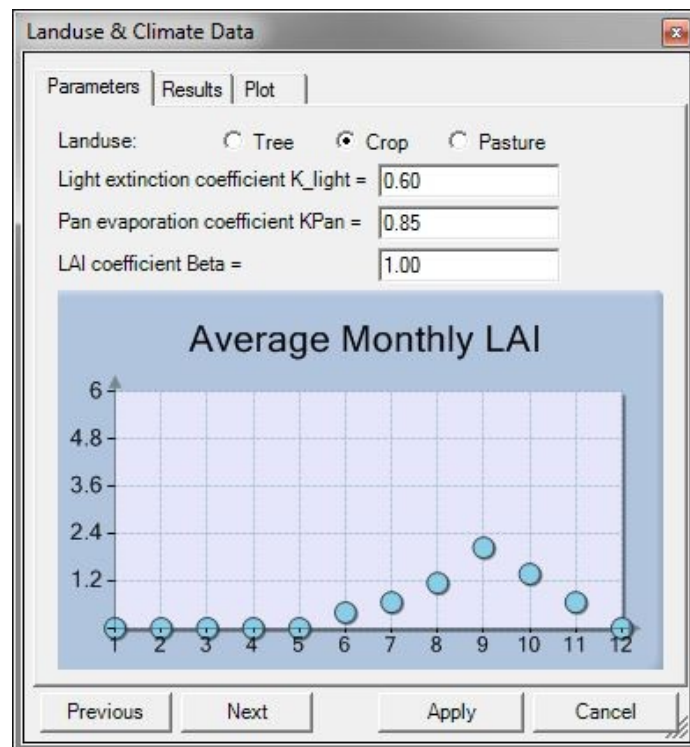 Landuse & Climate Data
Parameters Results Plot
Landuse: Tree Crop Pasture
Light extinction coefficient K_light = 0.60
Pan evaporation coefficient KPan = 0.85
LAI coefficient Beta = 1.00
Average Monthly LAI
6
4.8
3.6
2.4
1.2
1 2 3 4 5 6 7 8 9 10 11 12
Previous Next Apply Cancel